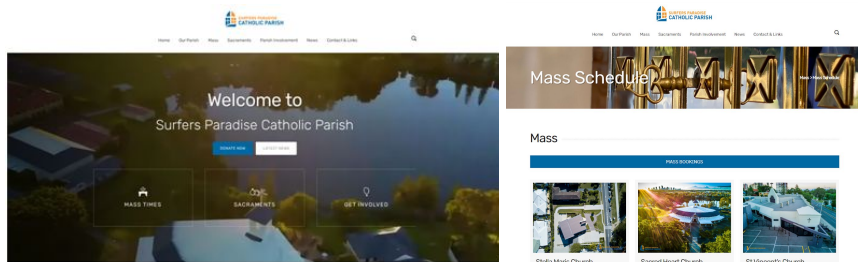 SURFERS PARADISE
CATHOLIC PARISH
Home Our Parish Mass Sacraments Parish Involvement News Contact & Links
Welcome to
Surfers Paradise Catholic Parish
DONATE NOW LATEST NEWS
MASS TIMES SACRAMENTS GET INVOLVED
SURFERS PARADISE
CATHOLIC PARISH
Home Our Parish Mass Sacraments Parish Involvement News Contact & Links
Mass Schedule
Mass > Mass Schedule
Mass
MASS BOOKINGS
Stella Maris Church Sacred Heart Church St Vincent's Church